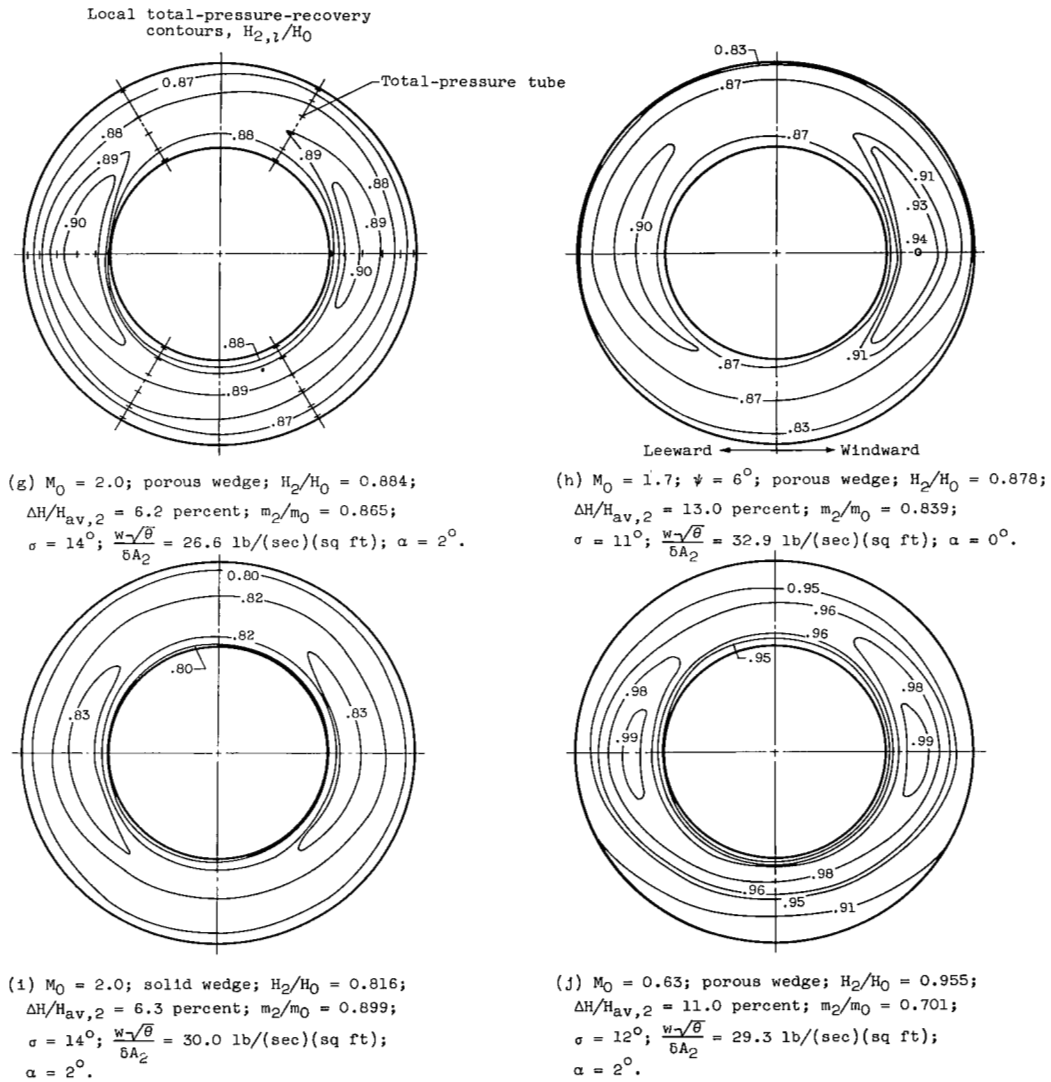 Local total-pressure-recovery
contours, H2,l/H0
Total-pressure tube
0.87
.88
.88
.89
.89
.88
.90
.89
.90
.88
.89
.87
0.83
.87
.87
.91
.93
.90
.94
.91
.87
.87
.83
Leeward Windward
(g) M0 = 2.0; porous wedge; H2/H0 = 0.884;
ΔH/Hav,2 = 6.2 percent; m2/m0 = 0.865;
σ = 14°; w√θ/δA2 = 26.6 lb/(sec)(sq ft); α = 2°.
(h) M0 = 1.7; ψ = 6°; porous wedge; H2/H0 = 0.878;
ΔH/Hav,2 = 13.0 percent; m2/m0 = 0.839;
σ = 11°; w√θ/δA2 = 32.9 lb/(sec)(sq ft); α = 0°.
0.80
.82
.82
.80
.83
.83
0.95
.96
.96
.95
.98
.98
.99
.99
.98
.96
.95
.91
(i) M0 = 2.0; solid wedge; H2/H0 = 0.816;
ΔH/Hav,2 = 6.3 percent; m2/m0 = 0.899;
σ = 14°; w√θ/δA2 = 30.0 lb/(sec)(sq ft);
α = 2°.
(j) M0 = 0.63; porous wedge; H2/H0 = 0.955;
ΔH/Hav,2 = 11.0 percent; m2/m0 = 0.701;
σ = 12°; w√θ/δA2 = 29.3 lb/(sec)(sq ft);
α = 2°.